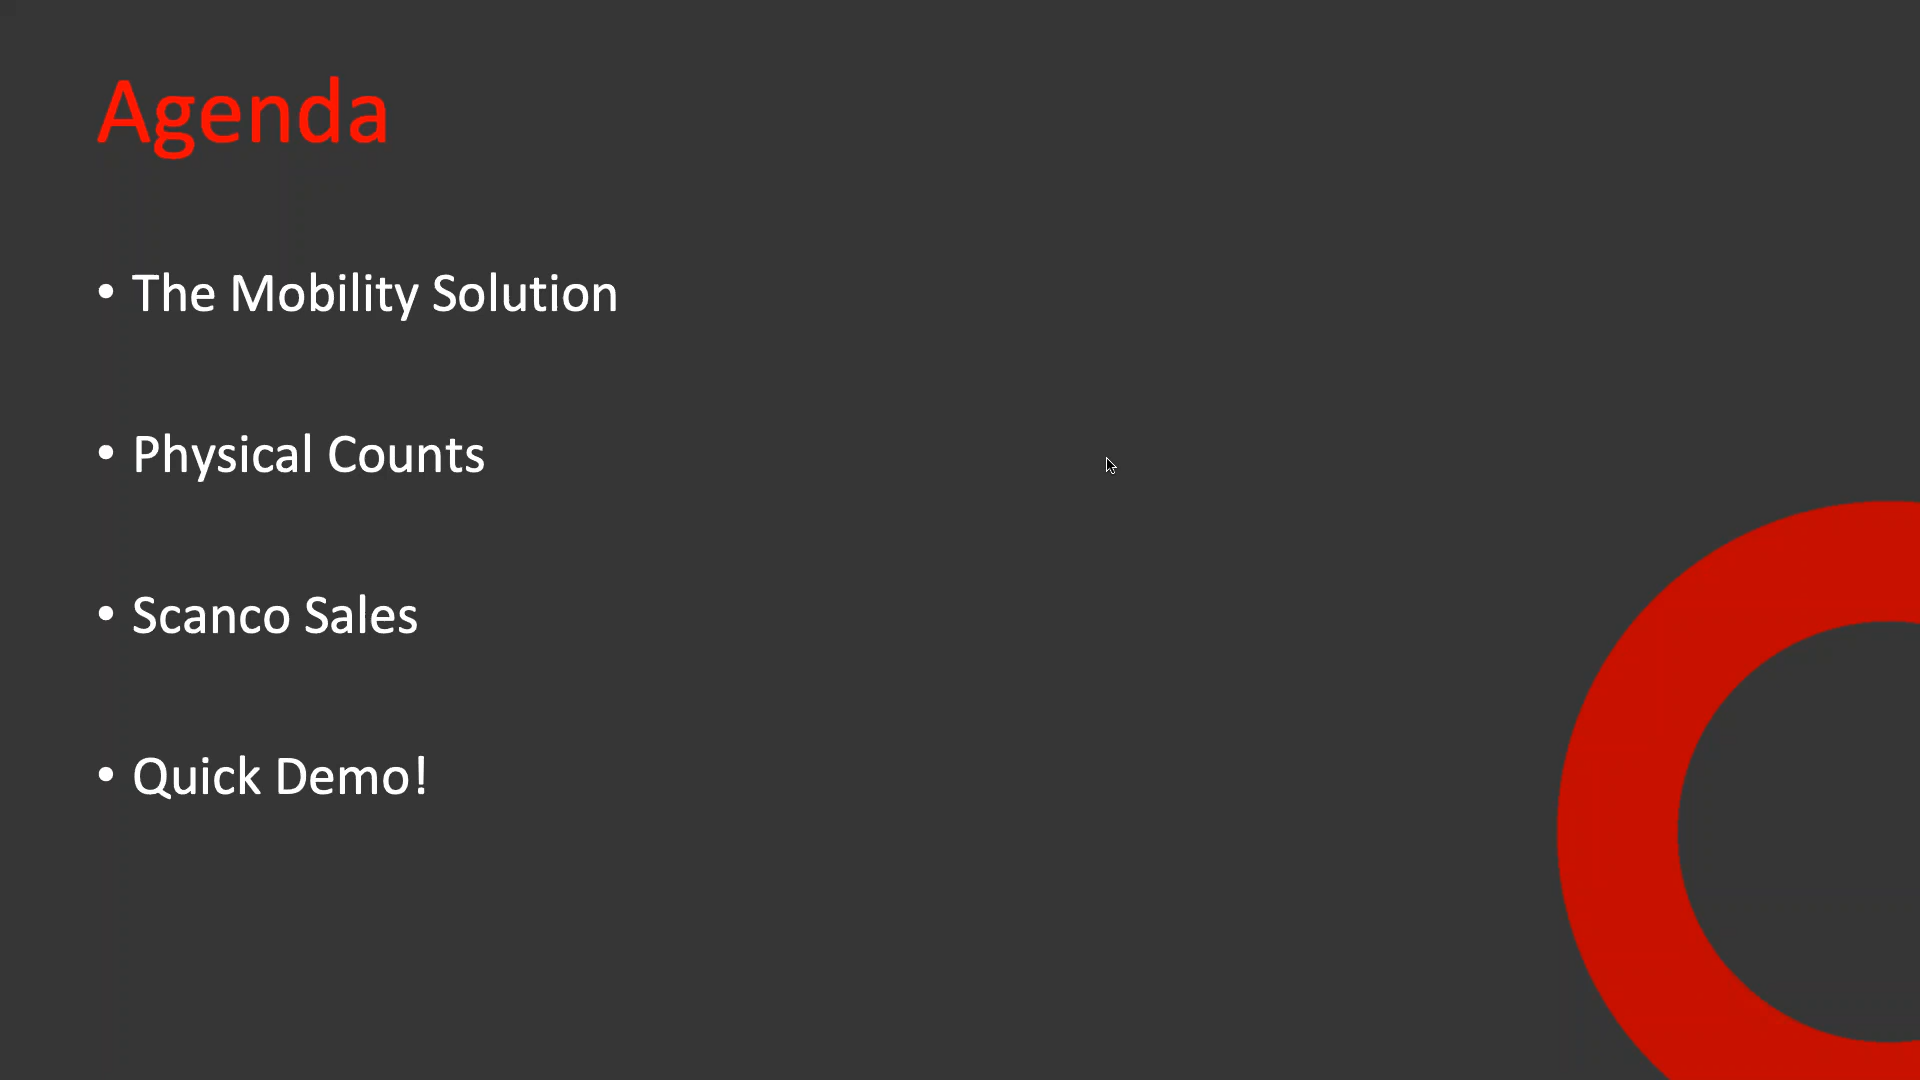 Agenda
• The Mobility Solution
• Physical Counts
• Scanco Sales
• Quick Demo!